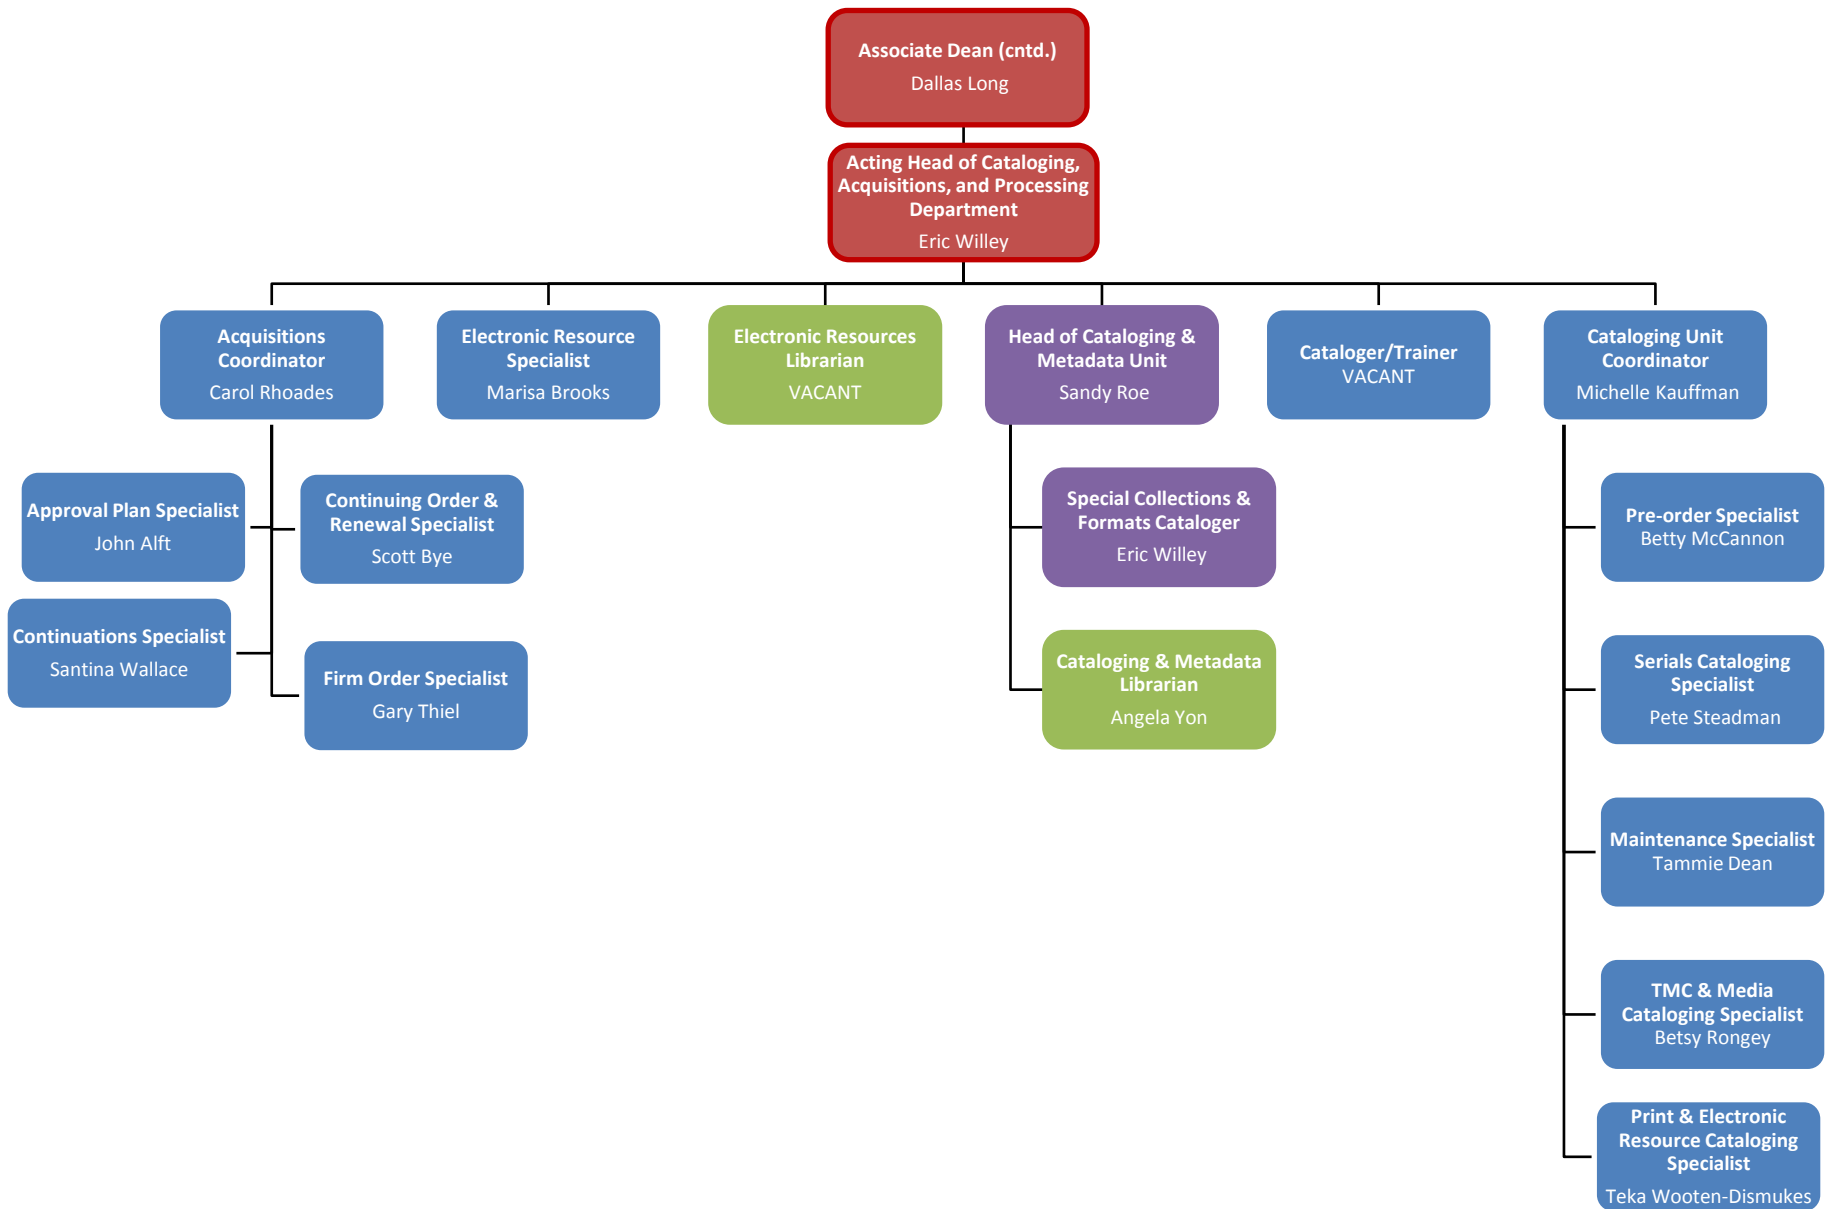 Associate Dean (cntd.)
Dallas Long
Acting Head of Cataloging,
Acquisitions, and Processing
Department
Eric Willey
Acquisitions
Coordinator
Carol Rhoades
Electronic Resource
Specialist
Marisa Brooks
Electronic Resources
Librarian
VACANT
Head of Cataloging &
Metadata Unit
Sandy Roe
Cataloger/Trainer
VACANT
Cataloging Unit
Coordinator
Michelle Kauffman
Approval Plan Specialist
John Alft
Continuing Order &
Renewal Specialist
Scott Bye
Continuations Specialist
Santina Wallace
Firm Order Specialist
Gary Thiel
Special Collections &
Formats Cataloger
Eric Willey
Cataloging & Metadata
Librarian
Angela Yon
Pre-order Specialist
Betty McCannon
Serials Cataloging
Specialist
Pete Steadman
Maintenance Specialist
Tammie Dean
TMC & Media
Cataloging Specialist
Betsy Rongey
Print & Electronic
Resource Cataloging
Specialist
Teka Wooten-Dismukes